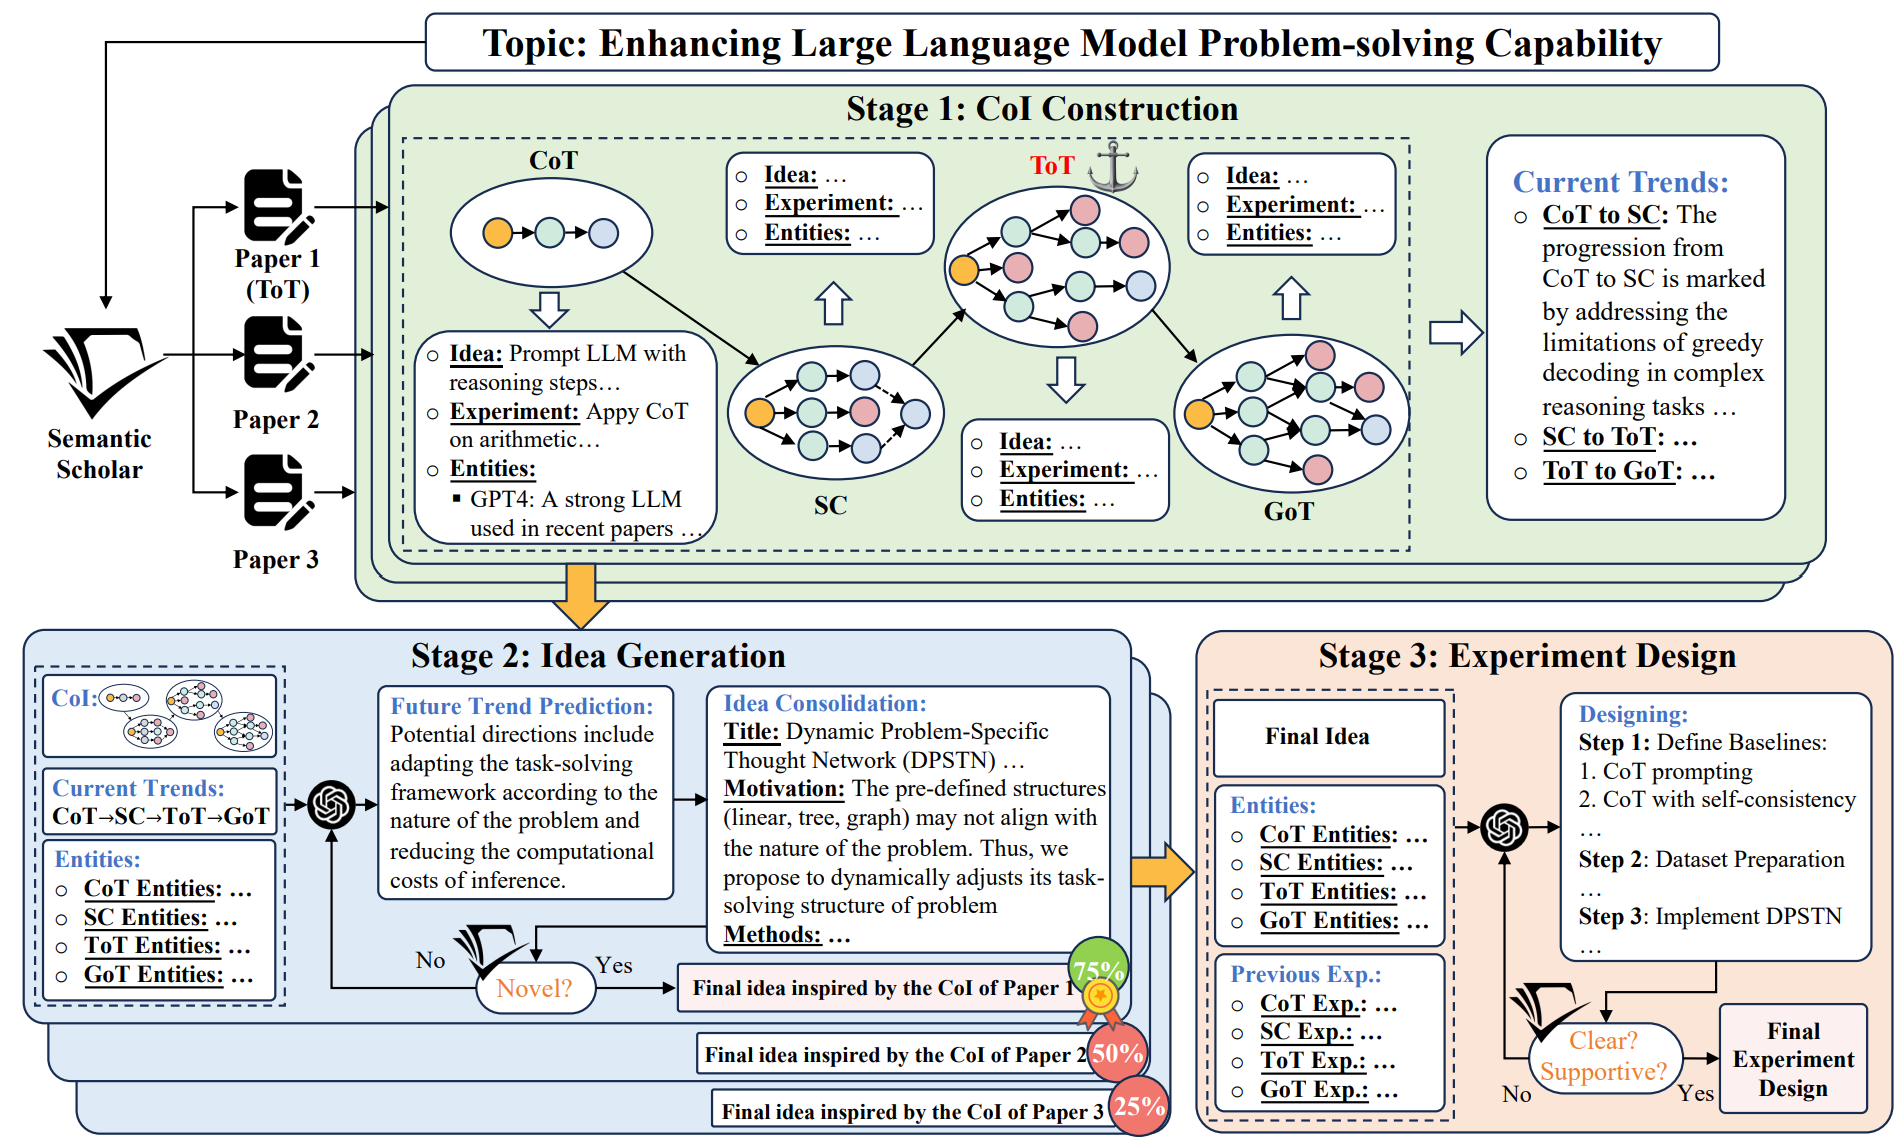 Topic: Enhancing Large Language Model Problem-solving Capability
Semantic
Scholar
Paper 1
(ToT)
Paper 2
Paper 3
Stage 1: CoI Construction
CoT
○ Idea: Prompt LLM with
reasoning steps…
○ Experiment: Appy CoT
on arithmetic…
○ Entities:
▪ GPT4: A strong LLM
used in recent papers …
○ Idea: …
○ Experiment: …
○ Entities: …
SC
ToT
○ Idea: …
○ Experiment: …
○ Entities: …
○ Idea: …
○ Experiment: …
○ Entities: …
GoT
Current Trends:
○ CoT to SC: The
progression from
CoT to SC is marked
by addressing the
limitations of greedy
decoding in complex
reasoning tasks …
○ SC to ToT: …
○ ToT to GoT: …
Stage 2: Idea Generation
CoI:
Current Trends:
CoT→SC→ToT→GoT
Entities:
○ CoT Entities: …
○ SC Entities: …
○ ToT Entities: …
○ GoT Entities: …
Future Trend Prediction:
Potential directions include
adapting the task-solving
framework according to the
nature of the problem and
reducing the computational
costs of inference.
Idea Consolidation:
Title: Dynamic Problem-Specific
Thought Network (DPSTN) …
Motivation: The pre-defined structures
(linear, tree, graph) may not align with
the nature of the problem. Thus, we
propose to dynamically adjusts its task-
solving structure of problem
Methods: …
No
Novel?
Yes
Final idea inspired by the CoI of Paper 1
75%
Final idea inspired by the CoI of Paper 2
50%
Final idea inspired by the CoI of Paper 3
25%
Stage 3: Experiment Design
Final Idea
Entities:
○ CoT Entities: …
○ SC Entities: …
○ ToT Entities: …
○ GoT Entities: …
Previous Exp.:
○ CoT Exp.: …
○ SC Exp.: …
○ ToT Exp.: …
○ GoT Exp.: …
Designing:
Step 1: Define Baselines:
1. CoT prompting
2. CoT with self-consistency
…
Step 2: Dataset Preparation
…
Step 3: Implement DPSTN
…
Clear?
Supportive?
No
Yes
Final
Experiment
Design